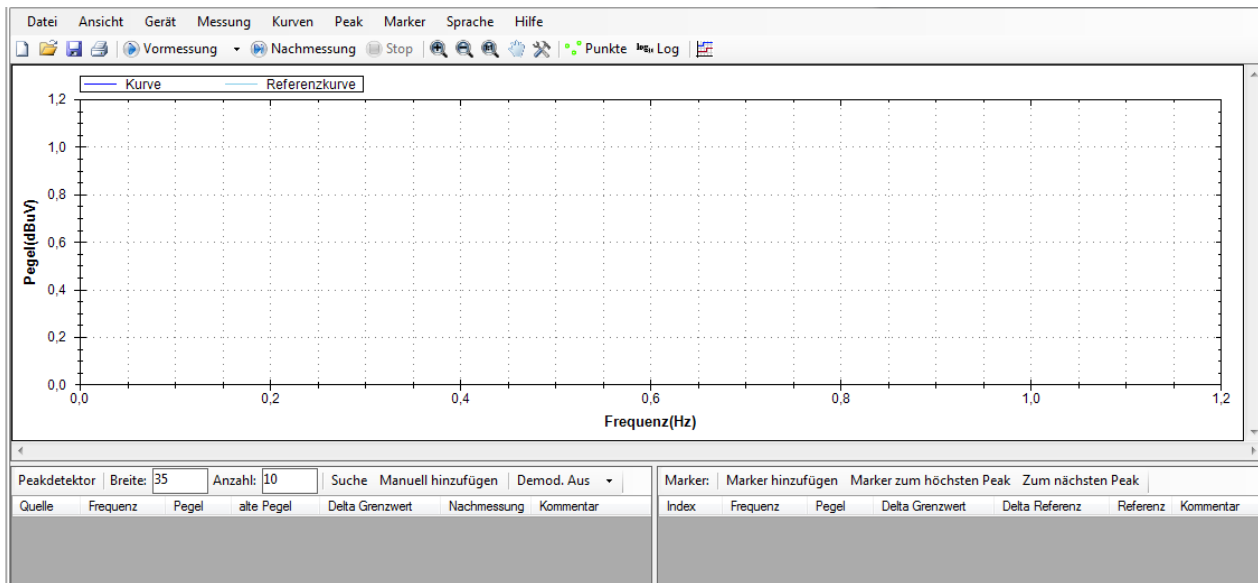 Datei Ansicht Gerät Messung Kurven Peak Marker Sprache Hilfe
Vormessung Nachmessung Stop Punkte log₁₀ Log
Kurve Referenzkurve
1,2
1,0
0,8
0,6
0,4
0,2
0,0
Pegel(dBuV)
0,0 0,2 0,4 0,6 0,8 1,0 1,2
Frequenz(Hz)
Peakdetektor Breite: 35 Anzahl: 10 Suche Manuell hinzufügen Demod. Aus
Quelle Frequenz Pegel alte Pegel Delta Grenzwert Nachmessung Kommentar
Marker: Marker hinzufügen Marker zum höchsten Peak Zum nächsten Peak
Index Frequenz Pegel Delta Grenzwert Delta Referenz Referenz Kommentar